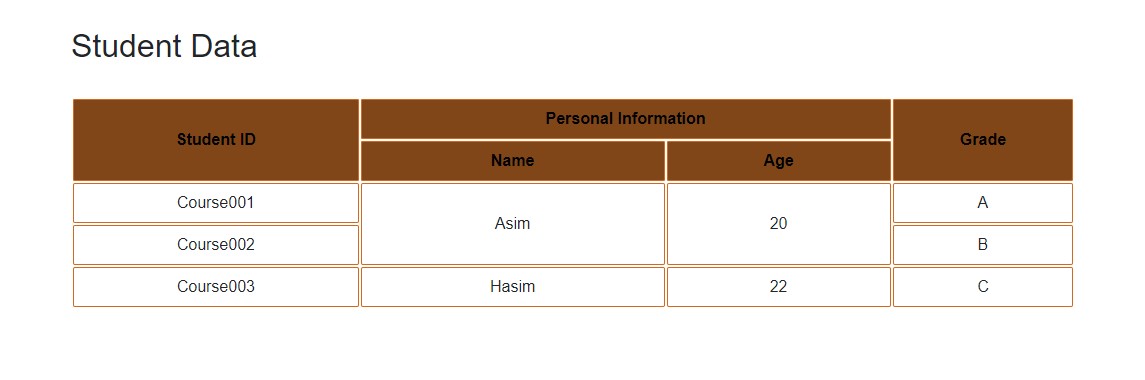 Student Data
Student ID
Personal Information
Grade
Name
Age
Course001
Asim
20
A
Course002
B
Course003
Hasim
22
C